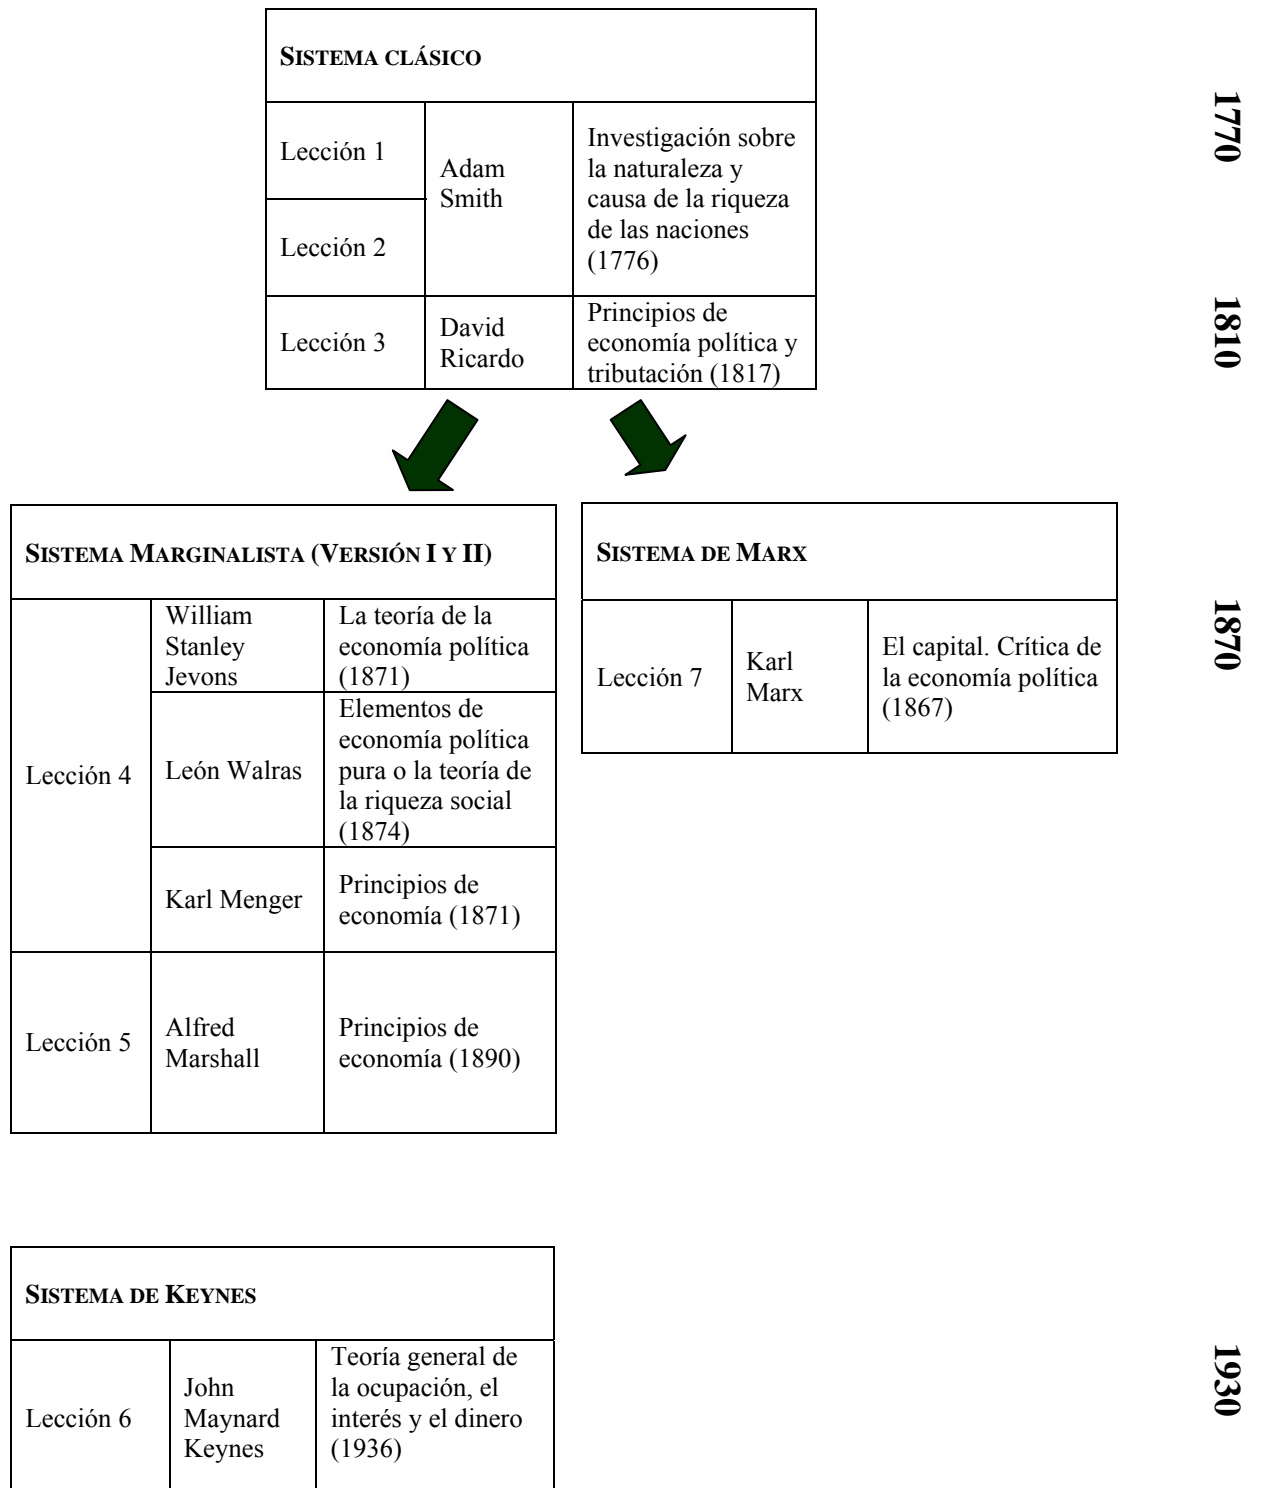 SISTEMA CLÁSICO
Lección 1
Adam
Smith
Investigación sobre
la naturaleza y
causa de la riqueza
de las naciones
(1776)
Lección 2
Lección 3
David
Ricardo
Principios de
economía política y
tributación (1817)
1770
1810
SISTEMA MARGINALISTA (VERSIÓN I Y II)
Lección 4
William
Stanley
Jevons
La teoría de la
economía política
(1871)
León Walras
Elementos de
economía política
pura o la teoría de
la riqueza social
(1874)
Karl Menger
Principios de
economía (1871)
Lección 5
Alfred
Marshall
Principios de
economía (1890)
SISTEMA DE MARX
Lección 7
Karl
Marx
El capital. Crítica de
la economía política
(1867)
1870
SISTEMA DE KEYNES
Lección 6
John
Maynard
Keynes
Teoría general de
la ocupación, el
interés y el dinero
(1936)
1930